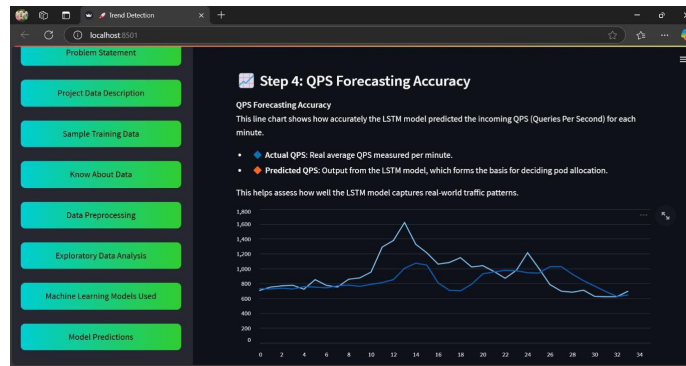 Trend Detection
localhost:8501
Problem Statement
Project Data Description
Sample Training Data
Know About Data
Data Preprocessing
Exploratory Data Analysis
Machine Learning Models Used
Model Predictions
Step 4: QPS Forecasting Accuracy
QPS Forecasting Accuracy
This line chart shows how accurately the LSTM model predicted the incoming QPS (Queries Per Second) for each
minute.
Actual QPS: Real average QPS measured per minute.
Predicted QPS: Output from the LSTM model, which forms the basis for deciding pod allocation.
This helps assess how well the LSTM model captures real-world traffic patterns.
1,800
1,600
1,400
1,200
1,000
800
600
400
200
0
0 2 4 6 8 10 12 14 16 18 20 22 24 26 28 30 32 34